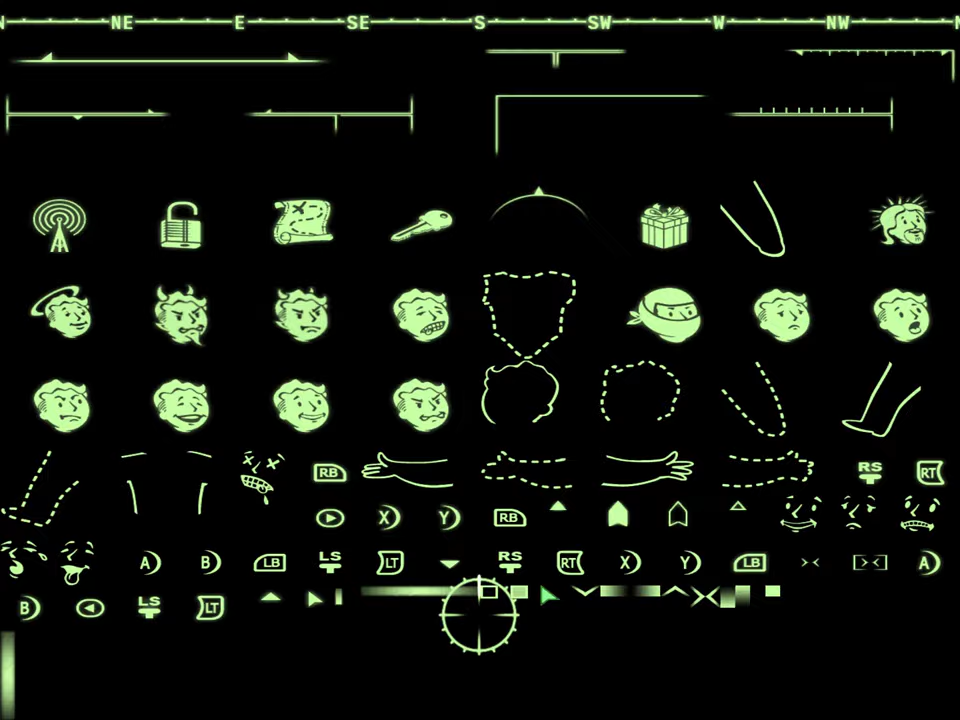 N NE E SE S SW W NW N
RB RS RT
X Y RB
A B LB LS LT RS RT X Y LB A
B LS LT